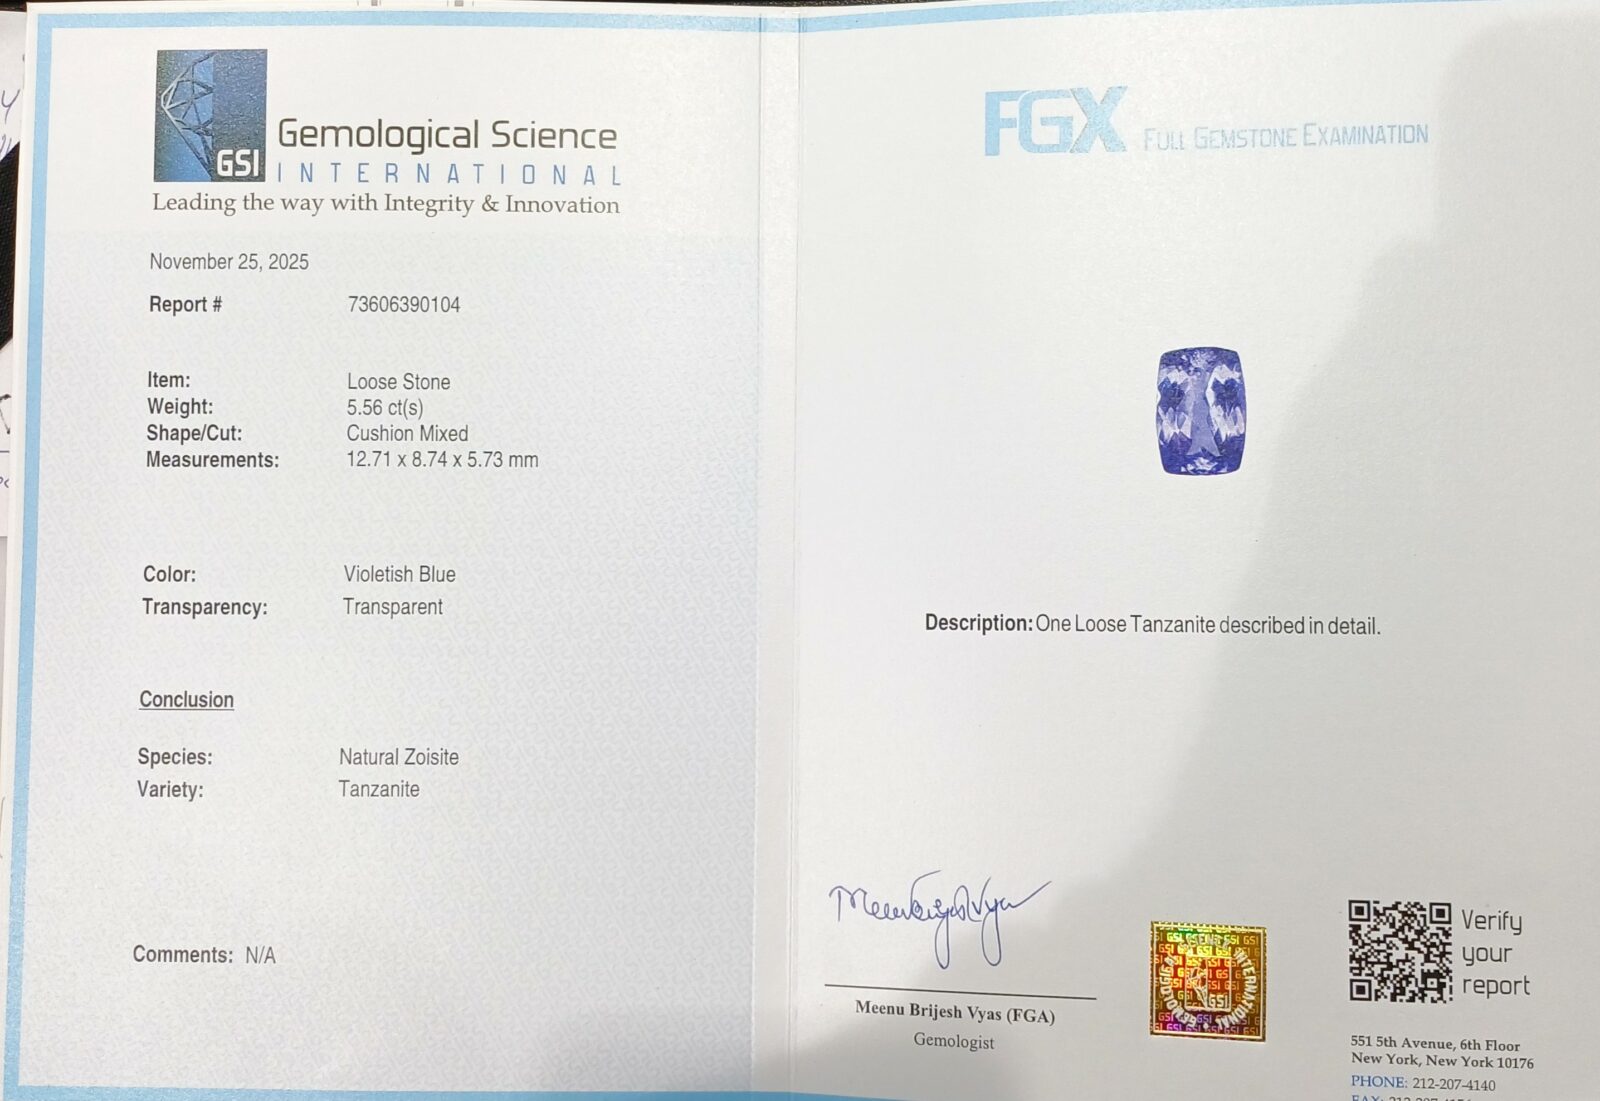 GSI
Gemological Science
INTERNATIONAL
Leading the way with Integrity & Innovation
November 25, 2025
Report # 73606390104
Item: Loose Stone
Weight: 5.56 ct(s)
Shape/Cut: Cushion Mixed
Measurements: 12.71 x 8.74 x 5.73 mm
Color: Violetish Blue
Transparency: Transparent
Conclusion
Species: Natural Zoisite
Variety: Tanzanite
Comments: N/A
FGX FULL GEMSTONE EXAMINATION
Description: One Loose Tanzanite described in detail.
Meenu Brijesh Vyas (FGA)
Gemologist
GSI
Verify
your
report
551 5th Avenue, 6th Floor
New York, New York 10176
PHONE: 212-207-4140